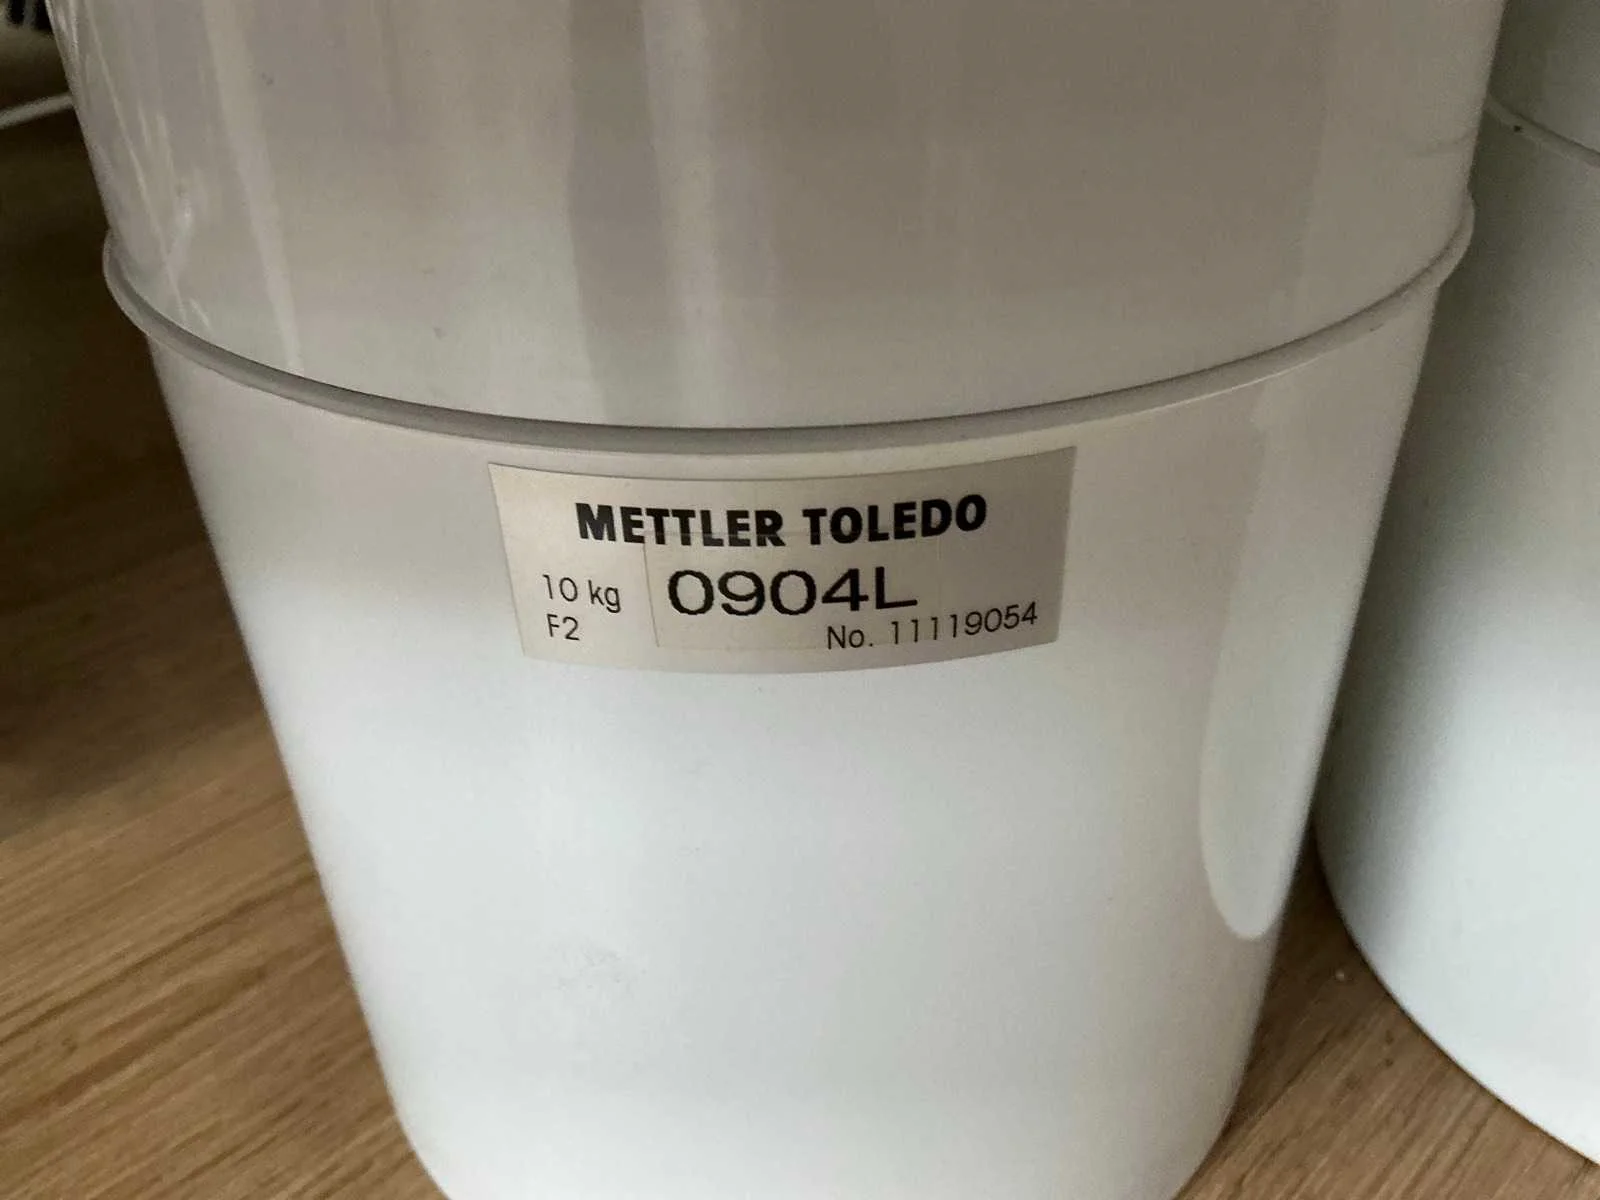 METTLER TOLEDO
10 kg 0904L
F2
No. 11119054